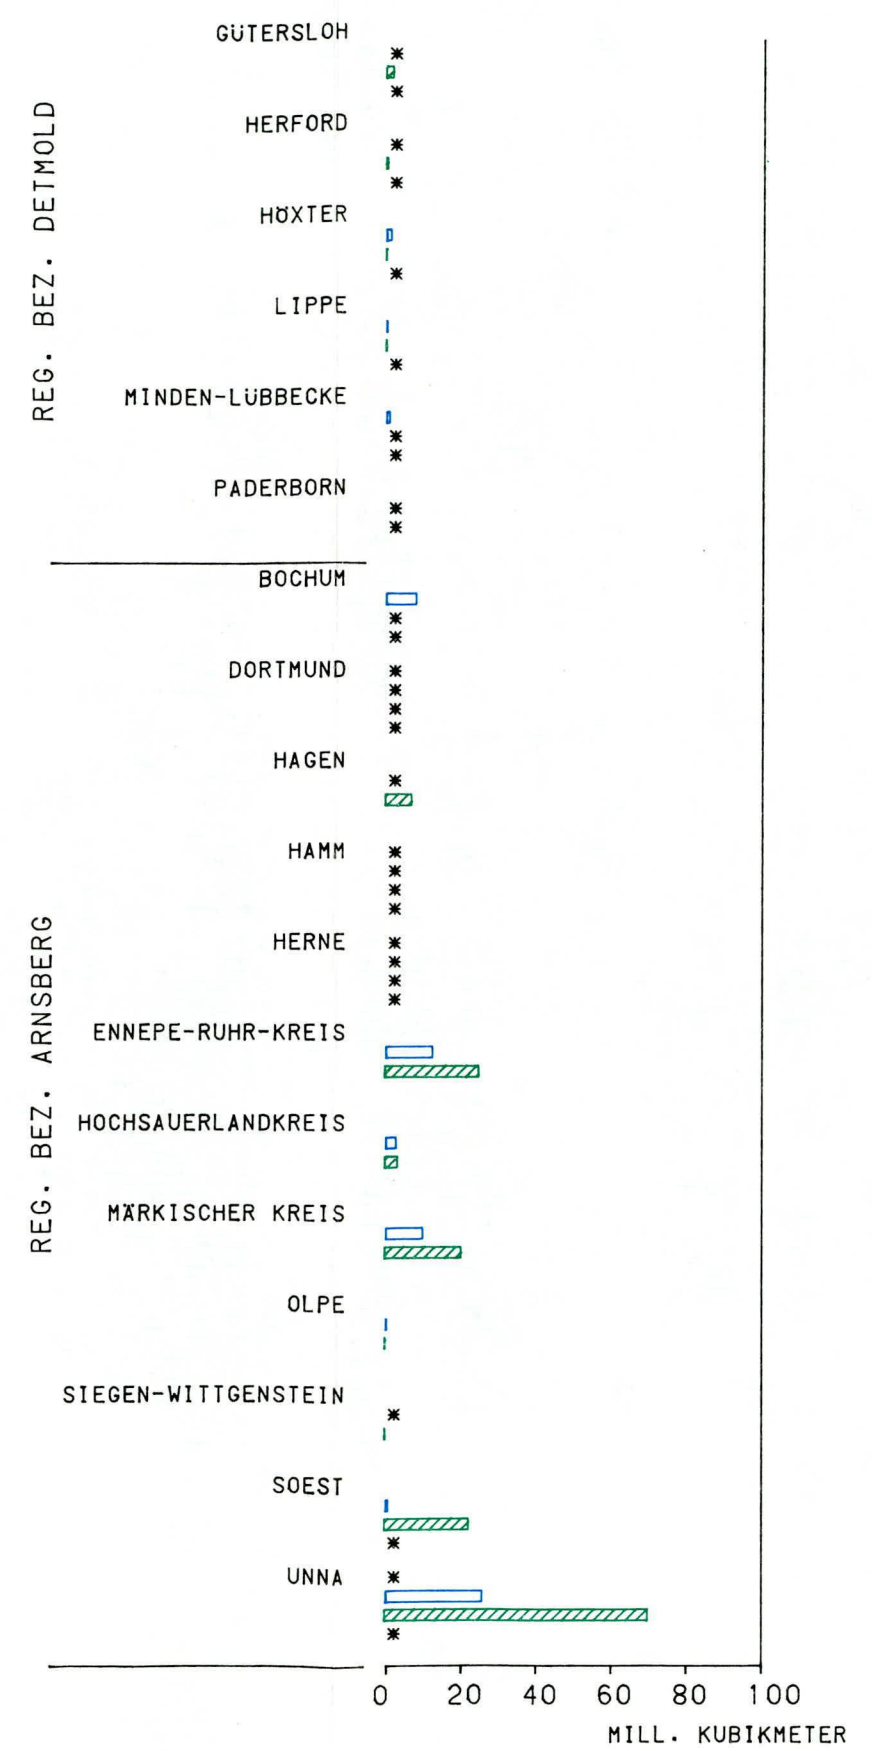 REG. BEZ. DETMOLD
GÜTERSLOH
*
*
HERFORD
*
*
HÖXTER
*
LIPPE
*
MINDEN-LÜBBECKE
*
*
PADERBORN
*
*
REG. BEZ. ARNSBERG
BOCHUM
*
*
DORTMUND
*
*
*
*
HAGEN
*
HAMM
*
*
*
*
HERNE
*
*
*
*
ENNEPE-RUHR-KREIS
HOCHSAUERLANDKREIS
MÄRKISCHER KREIS
OLPE
SIEGEN-WITTGENSTEIN
*
SOEST
*
UNNA
*
*
0 20 40 60 80 100
MILL. KUBIKMETER